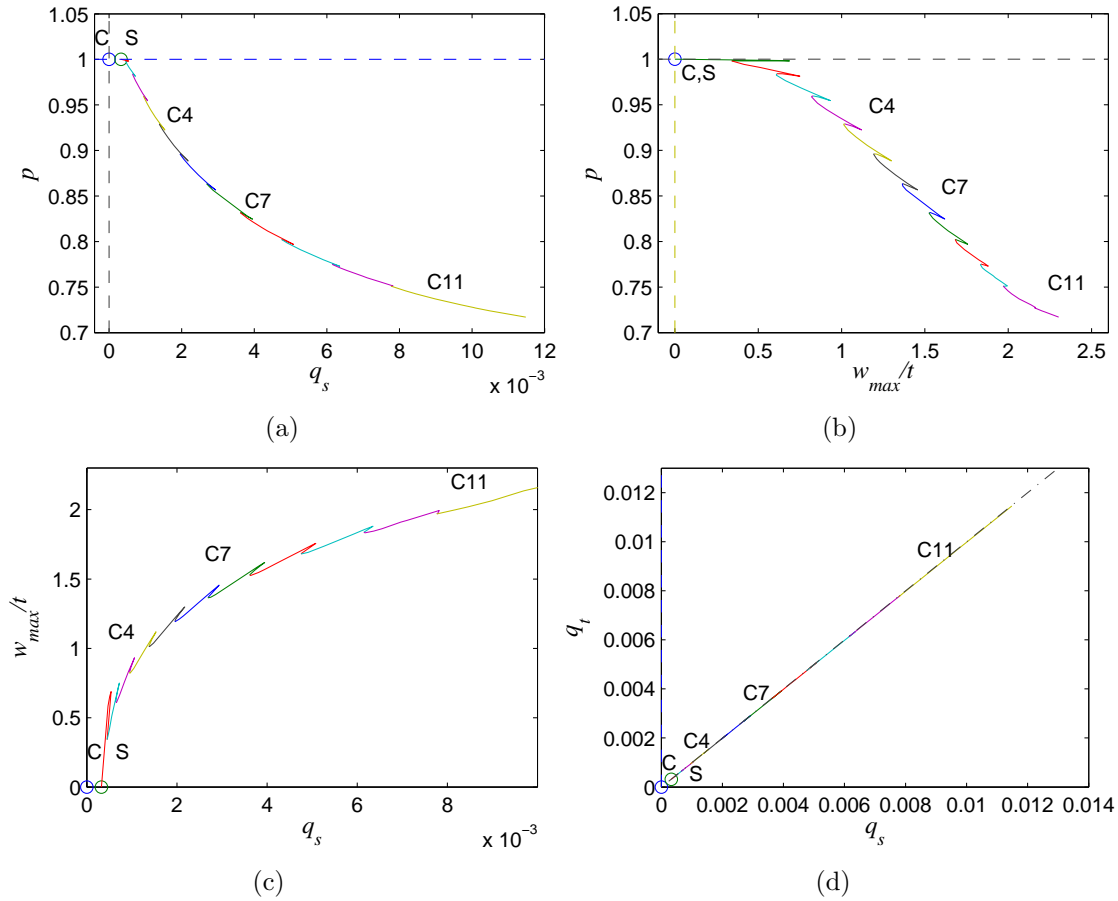 1.05
1
0.95
0.9
0.85
0.8
0.75
0.7
p
C S
C4
C7
C11
0 2 4 6 8 10 12
q_s
x 10^-3
(a)
1.05
1
0.95
0.9
0.85
0.8
0.75
0.7
p
C,S
C4
C7
C11
0 0.5 1 1.5 2 2.5
w_max/t
(b)
2
1.5
1
0.5
0
w_max/t
C11
C7
C4
C S
0 2 4 6 8
q_s
x 10^-3
(c)
0.012
0.01
0.008
0.006
0.004
0.002
0
q_t
C11
C7
C4
C
S
0 0.002 0.004 0.006 0.008 0.01 0.012 0.014
q_s
(d)